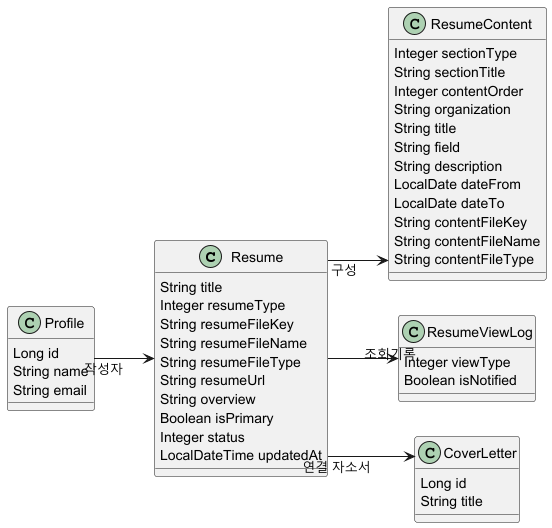 C Profile
Long id
String name
String email
작성자
C Resume
String title
Integer resumeType
String resumeFileKey
String resumeFileName
String resumeFileType
String resumeUrl
String overview
Boolean isPrimary
Integer status
LocalDateTime updatedAt
구성
조회기록
연결 자소서
C ResumeContent
Integer sectionType
String sectionTitle
Integer contentOrder
String organization
String title
String field
String description
LocalDate dateFrom
LocalDate dateTo
String contentFileKey
String contentFileName
String contentFileType
C ResumeViewLog
Integer viewType
Boolean isNotified
C CoverLetter
Long id
String title